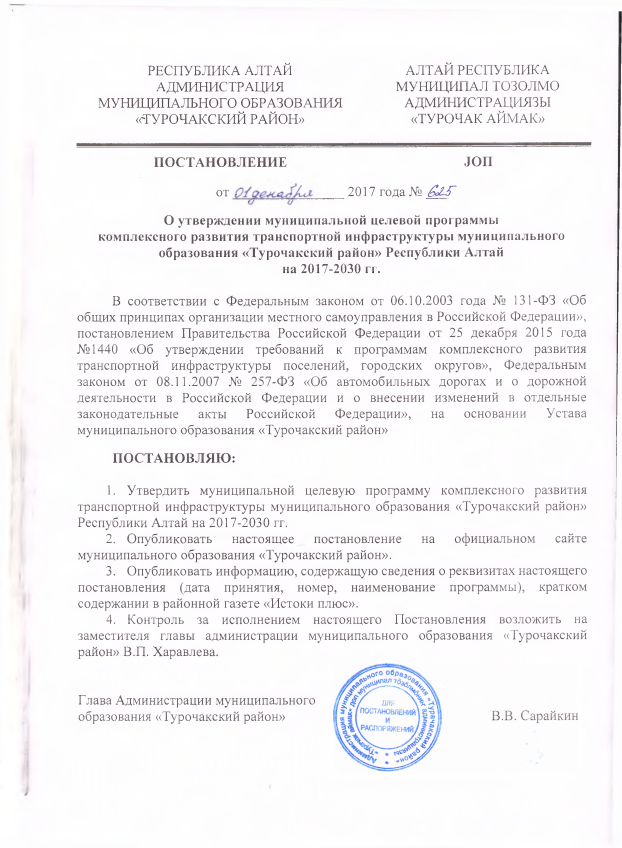 РЕСПУБЛИКА АЛТАЙ
АДМИНИСТРАЦИЯ
МУНИЦИПАЛЬНОГО ОБРАЗОВАНИЯ
«ТУРОЧАКСКИЙ РАЙОН»
АЛТАЙ РЕСПУБЛИКА
МУНИЦИПАЛ ТОЗОЛМО
АДМИНИСТРАЦИЯЗЫ
«ТУРОЧАК АЙМАК»
ПОСТАНОВЛЕНИЕ JОП
от 01 декабря 2017 года № 625
О утверждении муниципальной целевой программы
комплексного развития транспортной инфраструктуры муниципального
образования «Турочакский район» Республики Алтай
на 2017-2030 гг.
В соответствии с Федеральным законом от 06.10.2003 года № 131-ФЗ «Об
общих принципах организации местного самоуправления в Российской Федерации»,
постановлением Правительства Российской Федерации от 25 декабря 2015 года
№1440 «Об утверждении требований к программам комплексного развития
транспортной инфраструктуры поселений, городских округов», Федеральным
законом от 08.11.2007 № 257-ФЗ «Об автомобильных дорогах и о дорожной
деятельности в Российской Федерации и о внесении изменений в отдельные
законодательные акты Российской Федерации», на основании Устава
муниципального образования «Турочакский район»
ПОСТАНОВЛЯЮ:
1. Утвердить муниципальной целевую программу комплексного развития
транспортной инфраструктуры муниципального образования «Турочакский район»
Республики Алтай на 2017-2030 гг.
2. Опубликовать настоящее постановление на официальном сайте
муниципального образования «Турочакский район».
3. Опубликовать информацию, содержащую сведения о реквизитах настоящего
постановления (дата принятия, номер, наименование программы), кратком
содержании в районной газете «Истоки плюс».
4. Контроль за исполнением настоящего Постановления возложить на
заместителя главы администрации муниципального образования «Турочакский
район» В.П. Харавлева.
Глава Администрации муниципального
образования «Турочакский район» В.В. Сарайкин
ДЛЯ
ПОСТАНОВЛЕНИЙ
И
РАСПОРЯЖЕНИЙ
Администрация муниципального образования «Турочакский район»